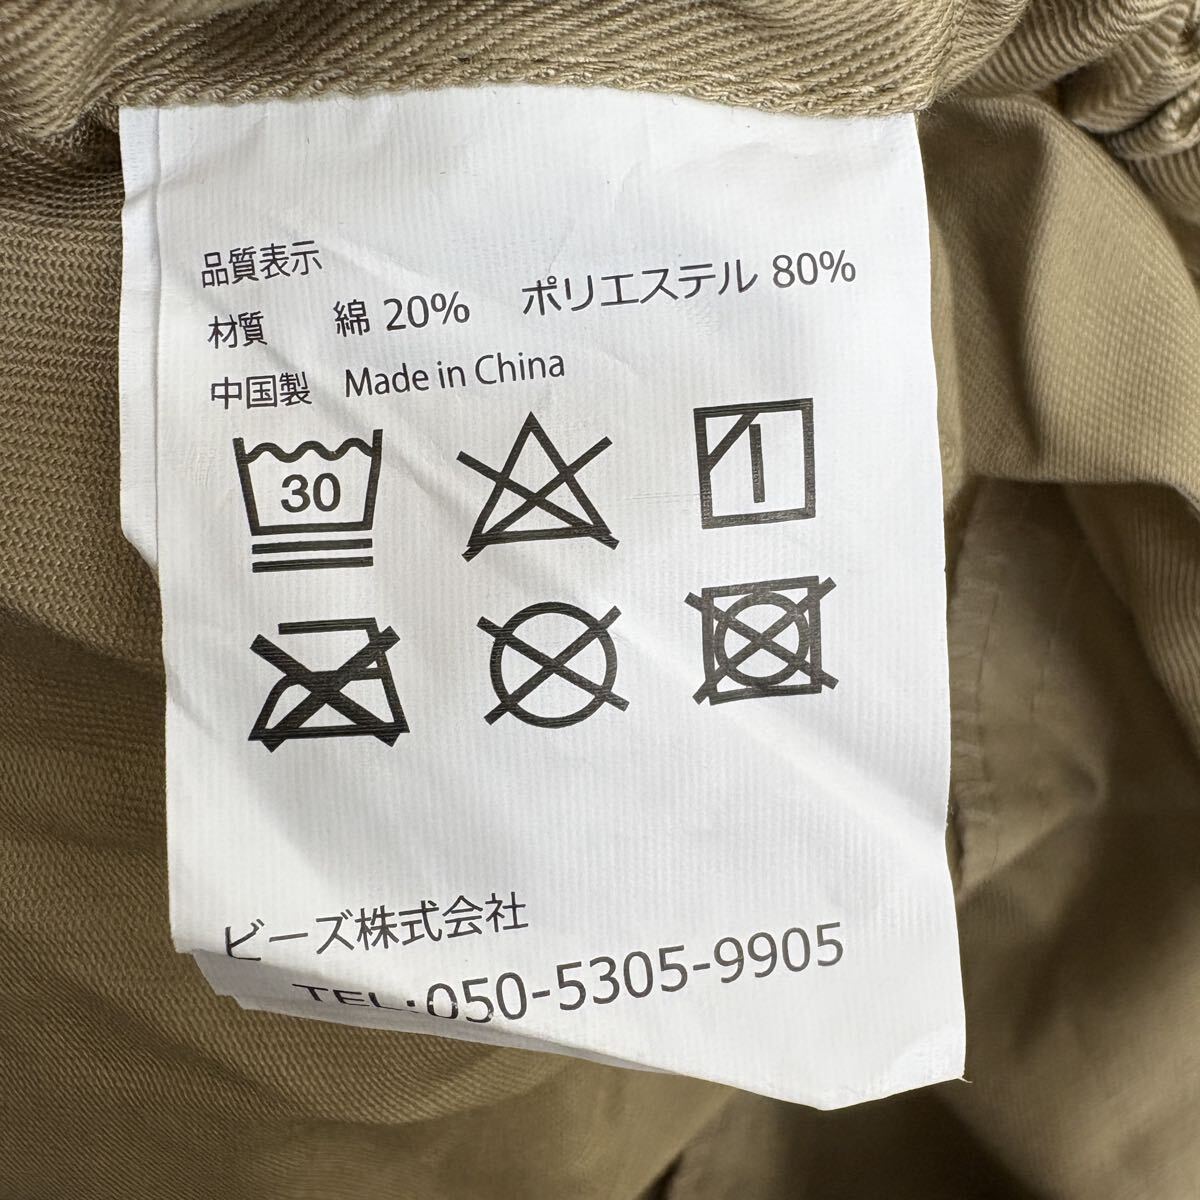 品質表示
材質 綿 20% ポリエステル 80%
中国製 Made in China
30
ビーズ株式会社
TEL:050-5305-9905